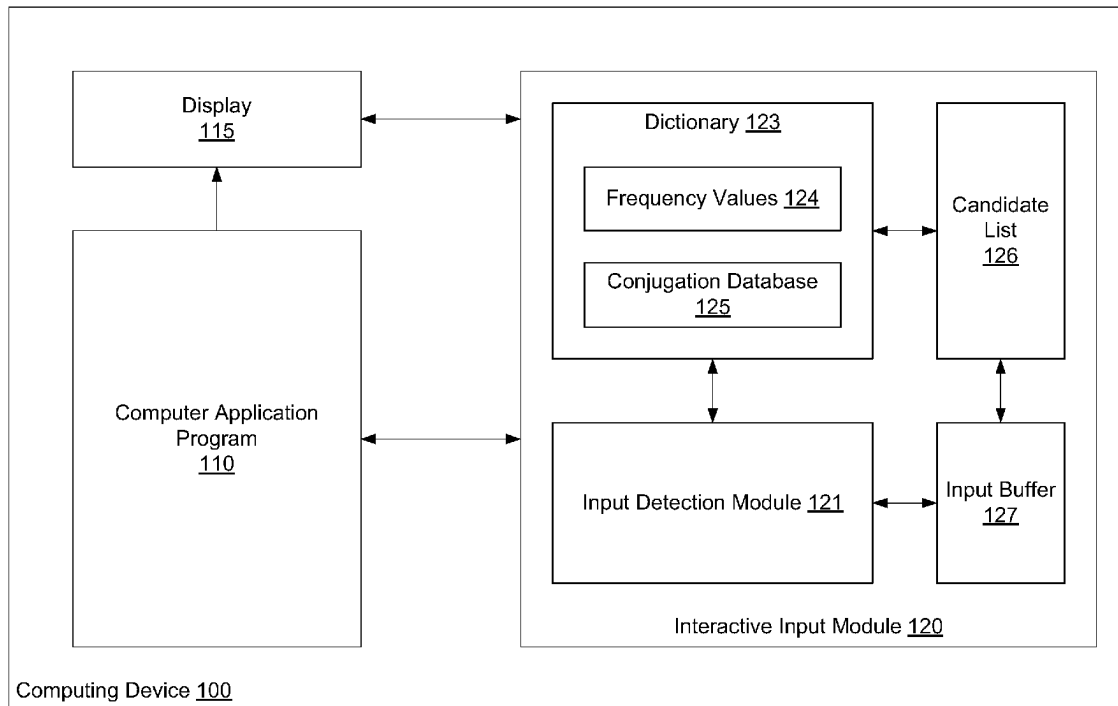 Display
115
Dictionary 123
Frequency Values 124
Conjugation Database
125
Candidate
List
126
Computer Application
Program
110
Input Detection Module 121
Input Buffer
127
Interactive Input Module 120
Computing Device 100